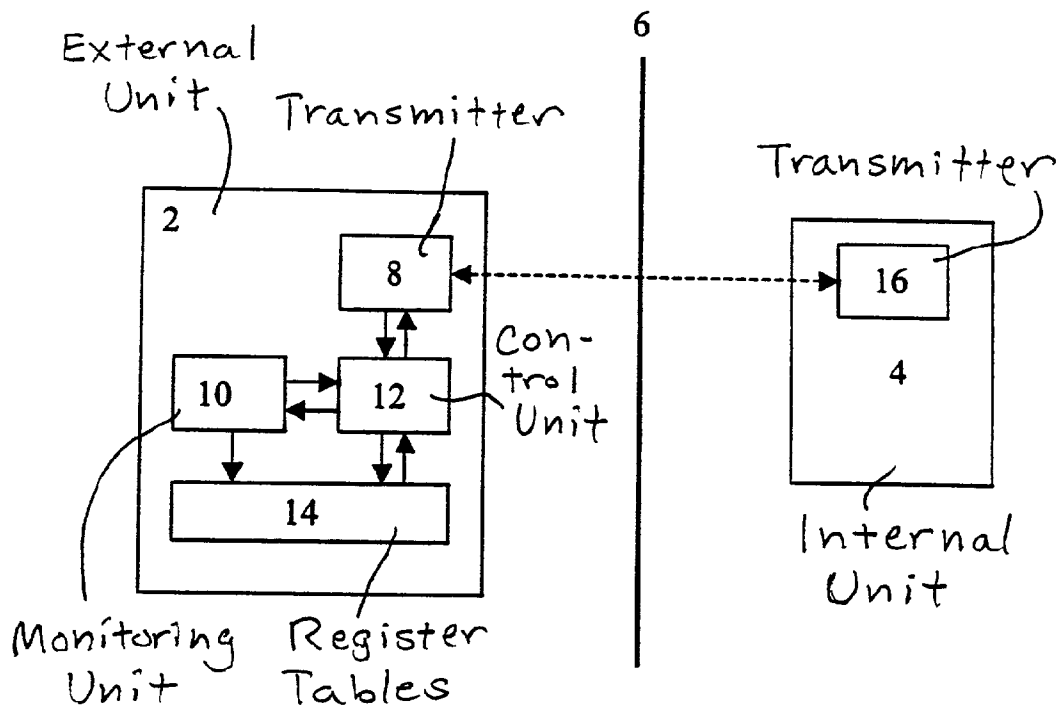 6
External
Unit
Transmitter
Transmitter
2
8
16
Con-
trol
Unit
10
12
4
14
Internal
Unit
Monitoring
Unit
Register
Tables